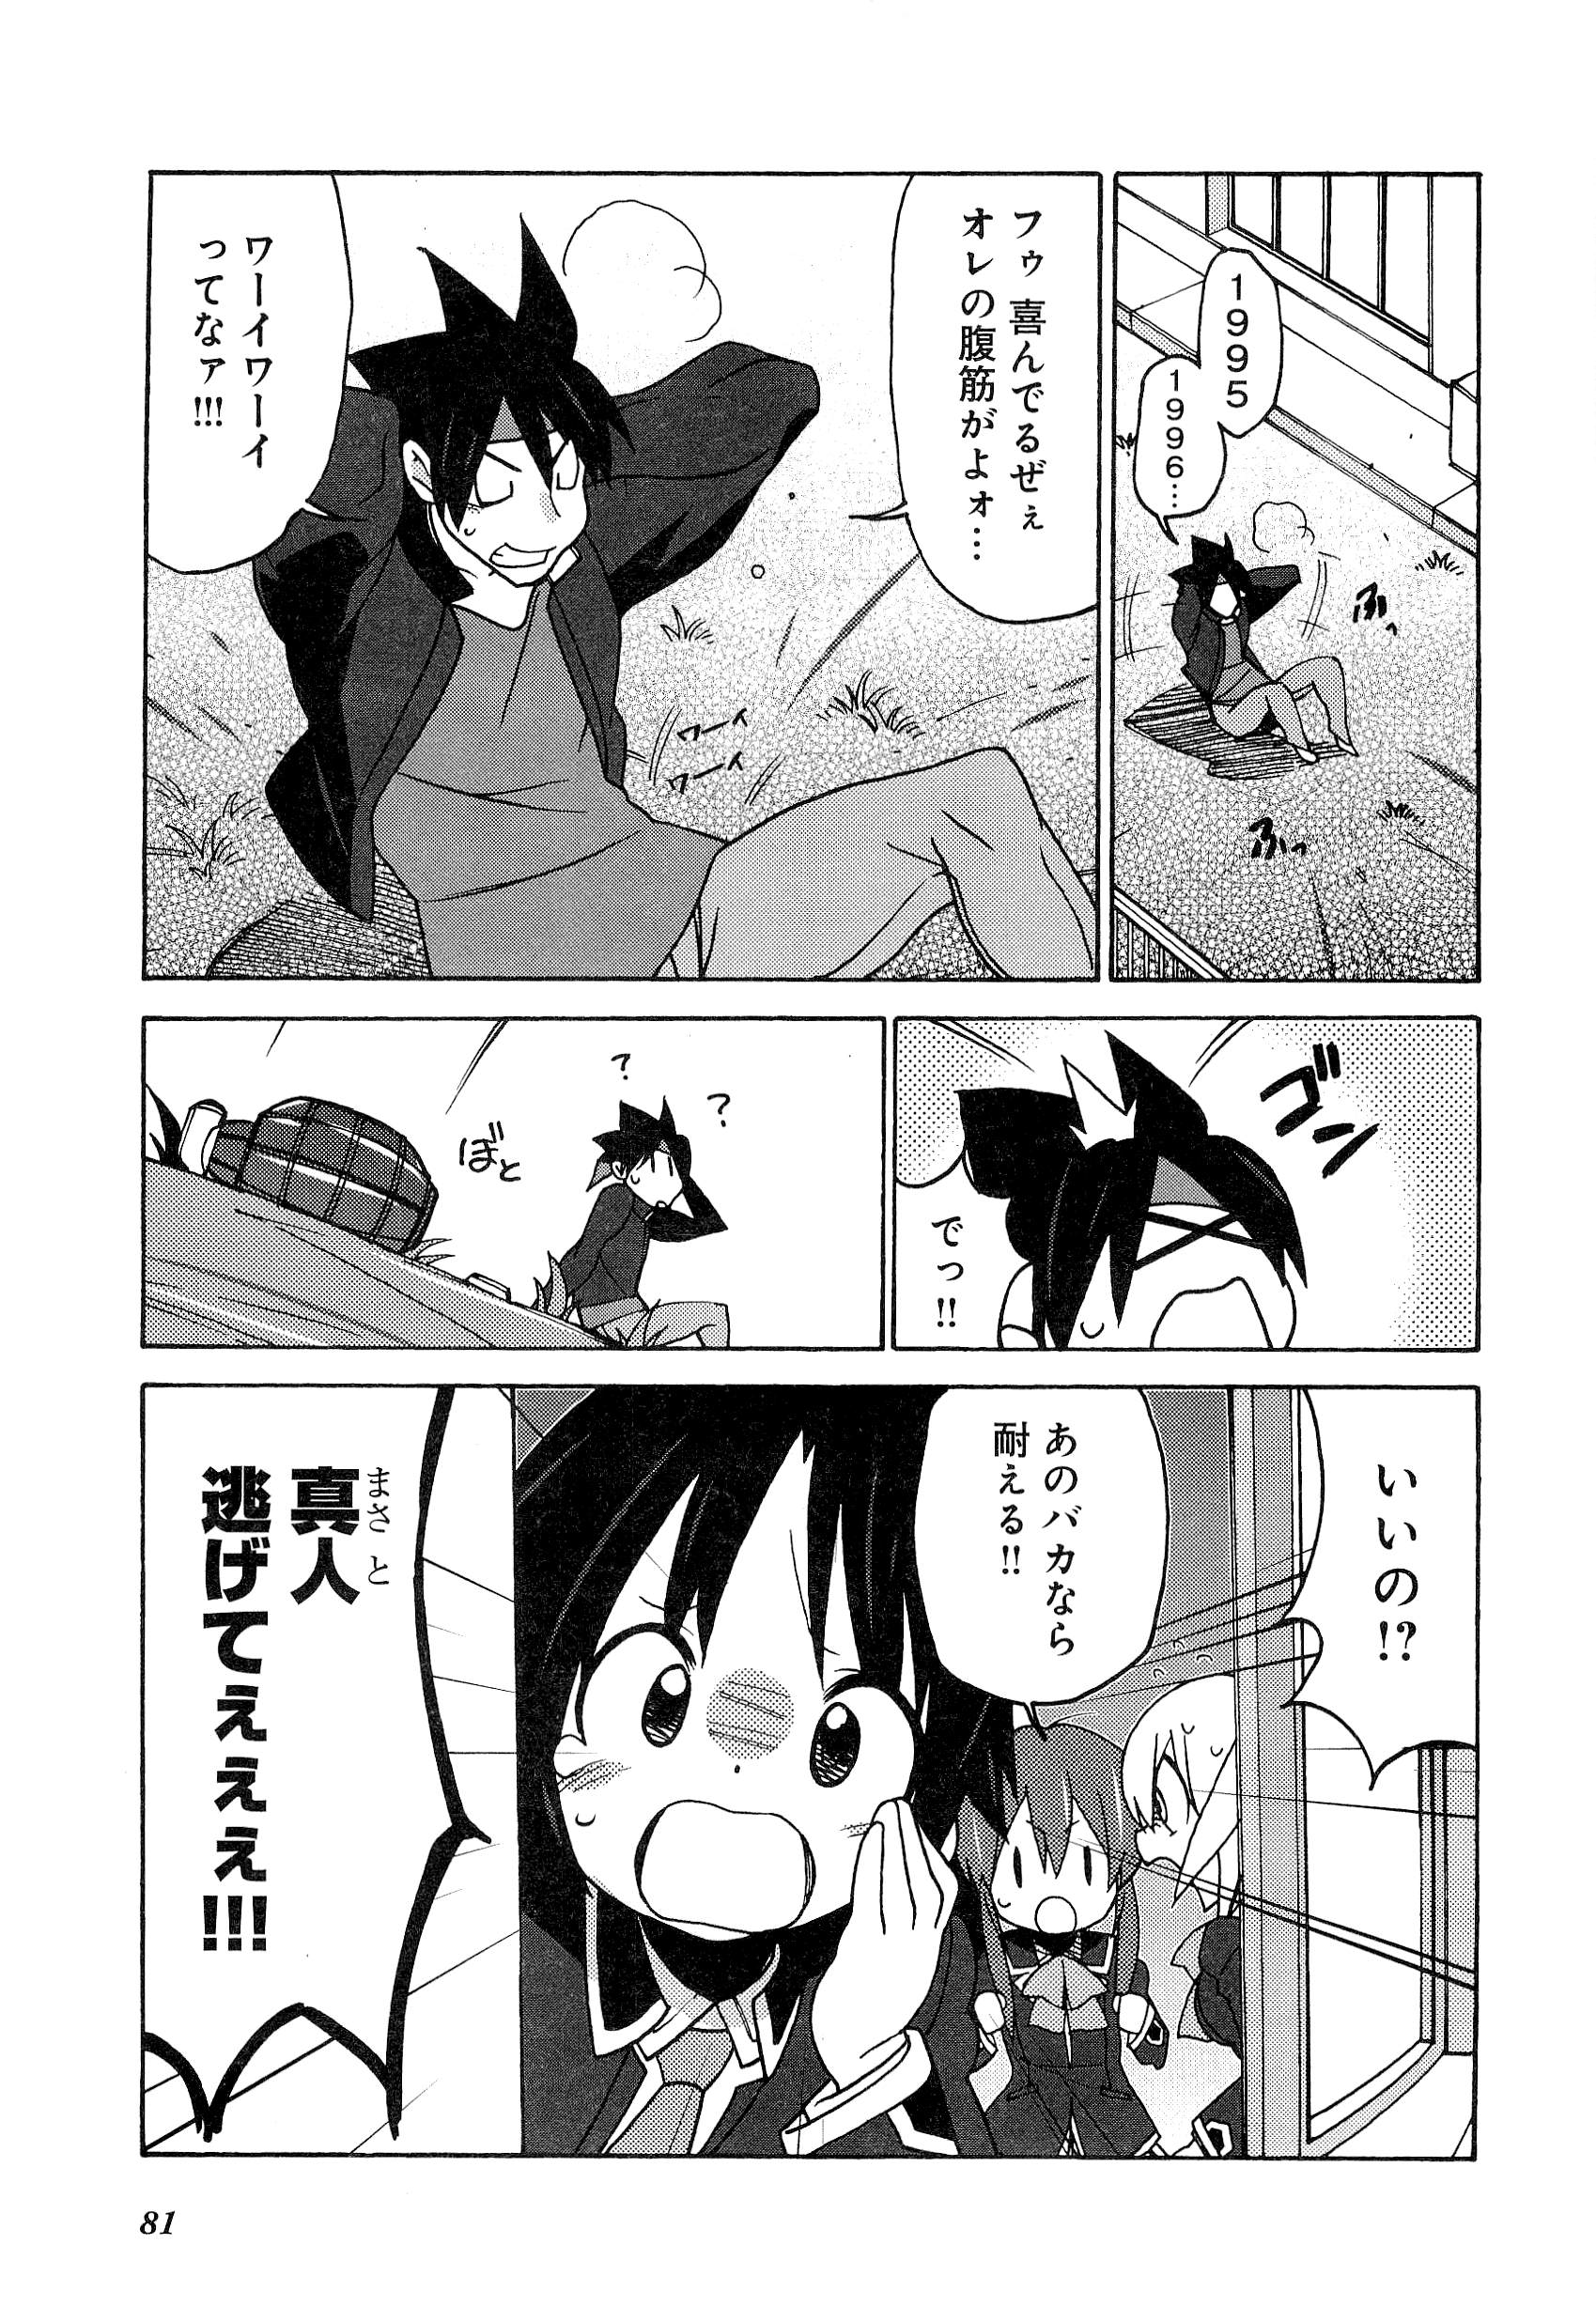 1995
1996…
ふっ
ふっ
フゥ 喜んでるぜぇ
オレの腹筋がよォ…
ワーイ
ワーイ
ワーイワーイ
ってなァ!!!
ゴン
でっ!!
?
?
ぼと
いいの!?
あのバカなら
耐える!!
真人
まさと
逃げてぇぇぇぇ!!!
81